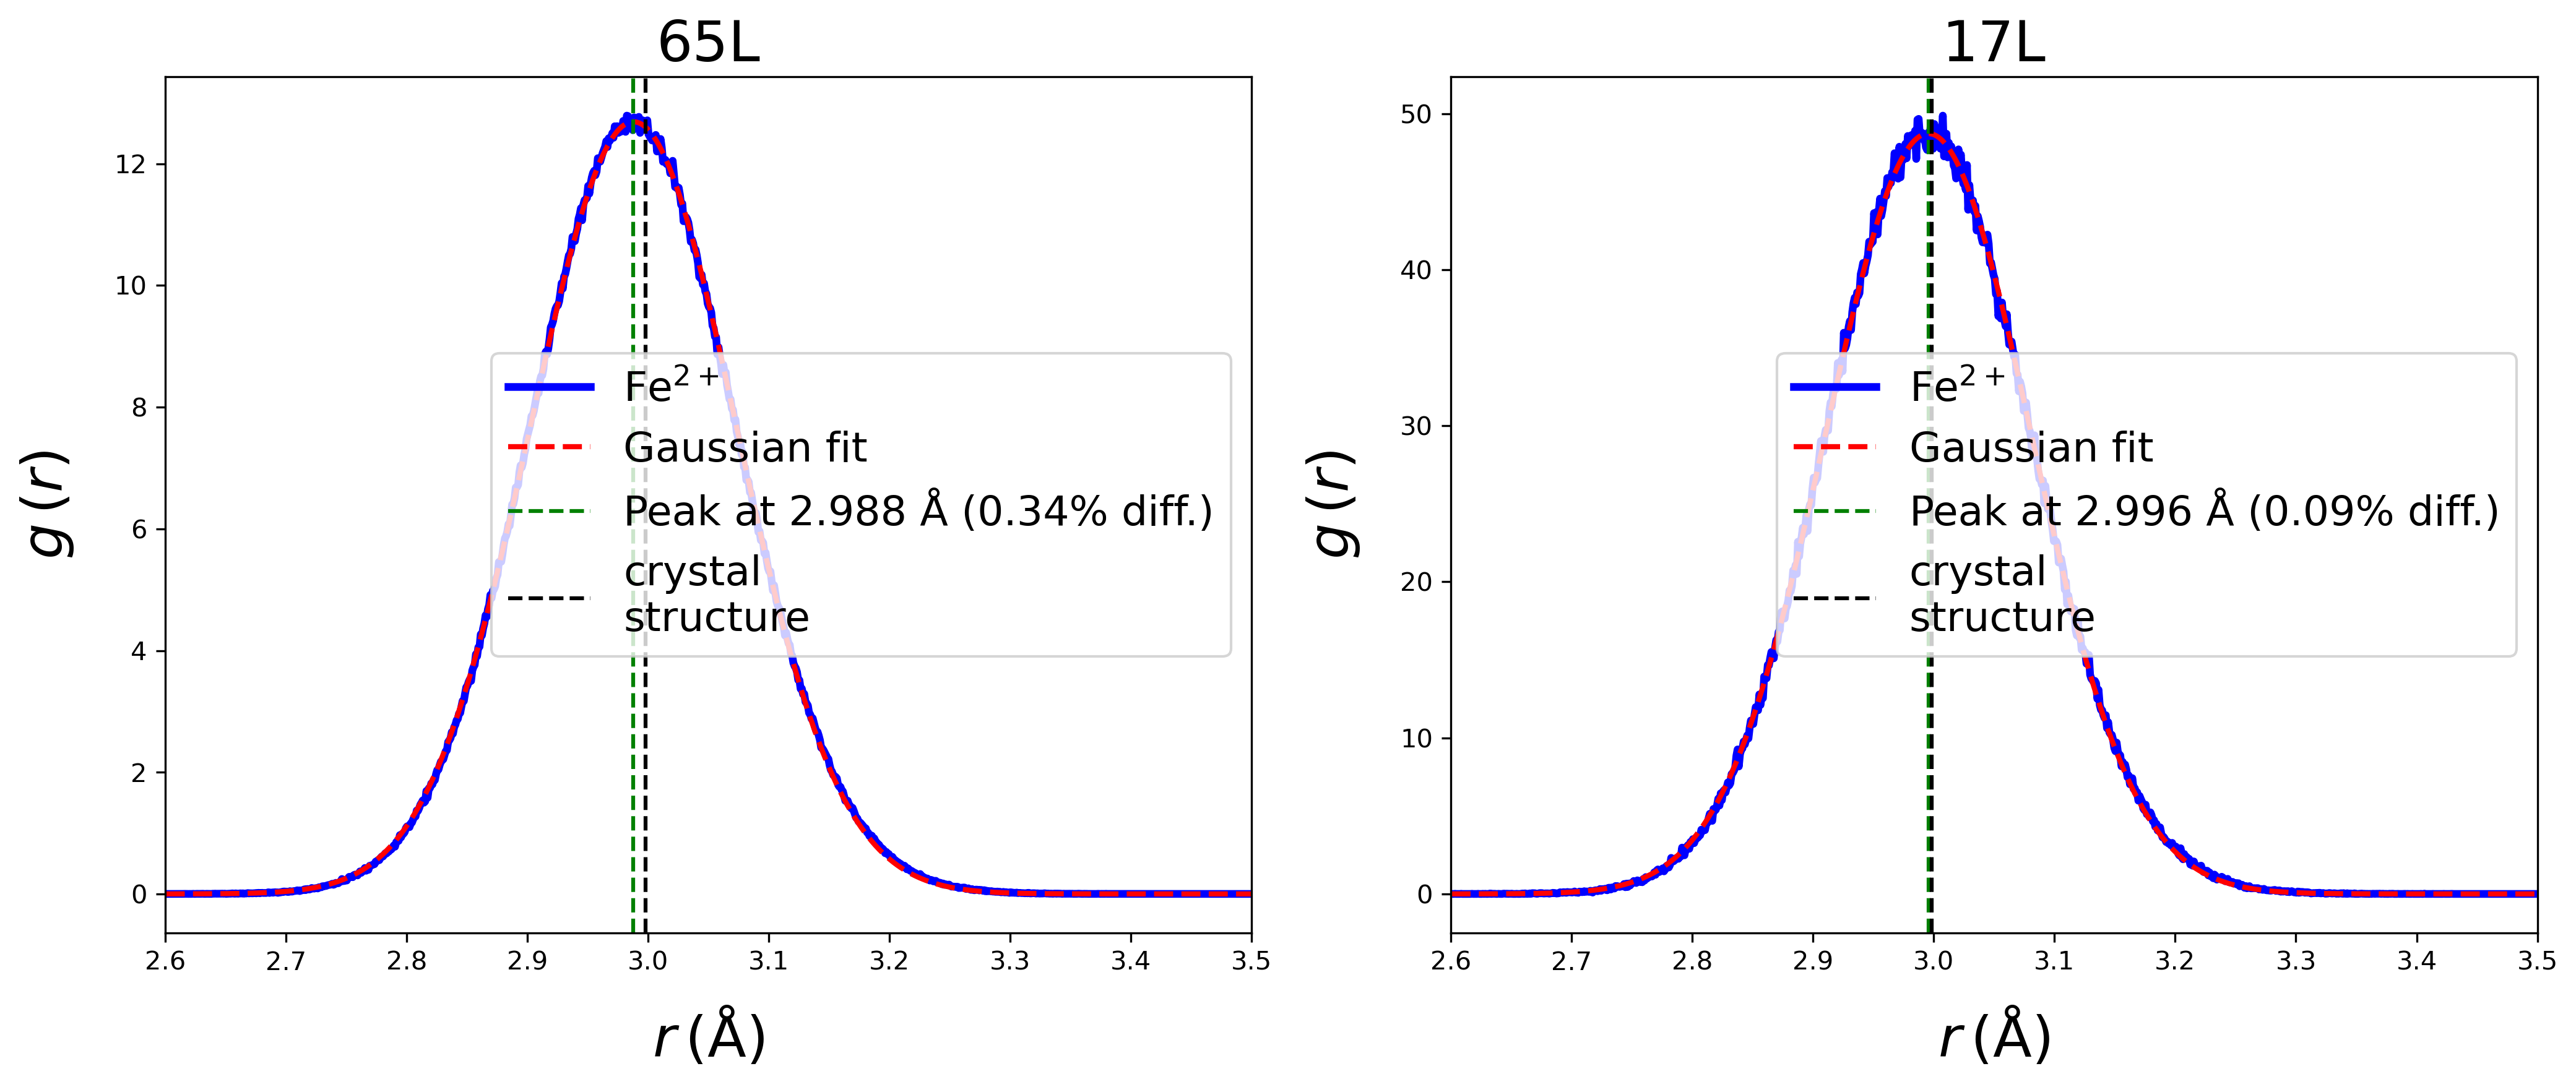 65L
g (r)
12
10
8
6
4
2
0
Fe²⁺
Gaussian fit
Peak at 2.988 Å (0.34% diff.)
crystal
structure
2.6 2.7 2.8 2.9 3.0 3.1 3.2 3.3 3.4 3.5
r (Å)
17L
g (r)
50
40
30
20
10
0
Fe²⁺
Gaussian fit
Peak at 2.996 Å (0.09% diff.)
crystal
structure
2.6 2.7 2.8 2.9 3.0 3.1 3.2 3.3 3.4 3.5
r (Å)